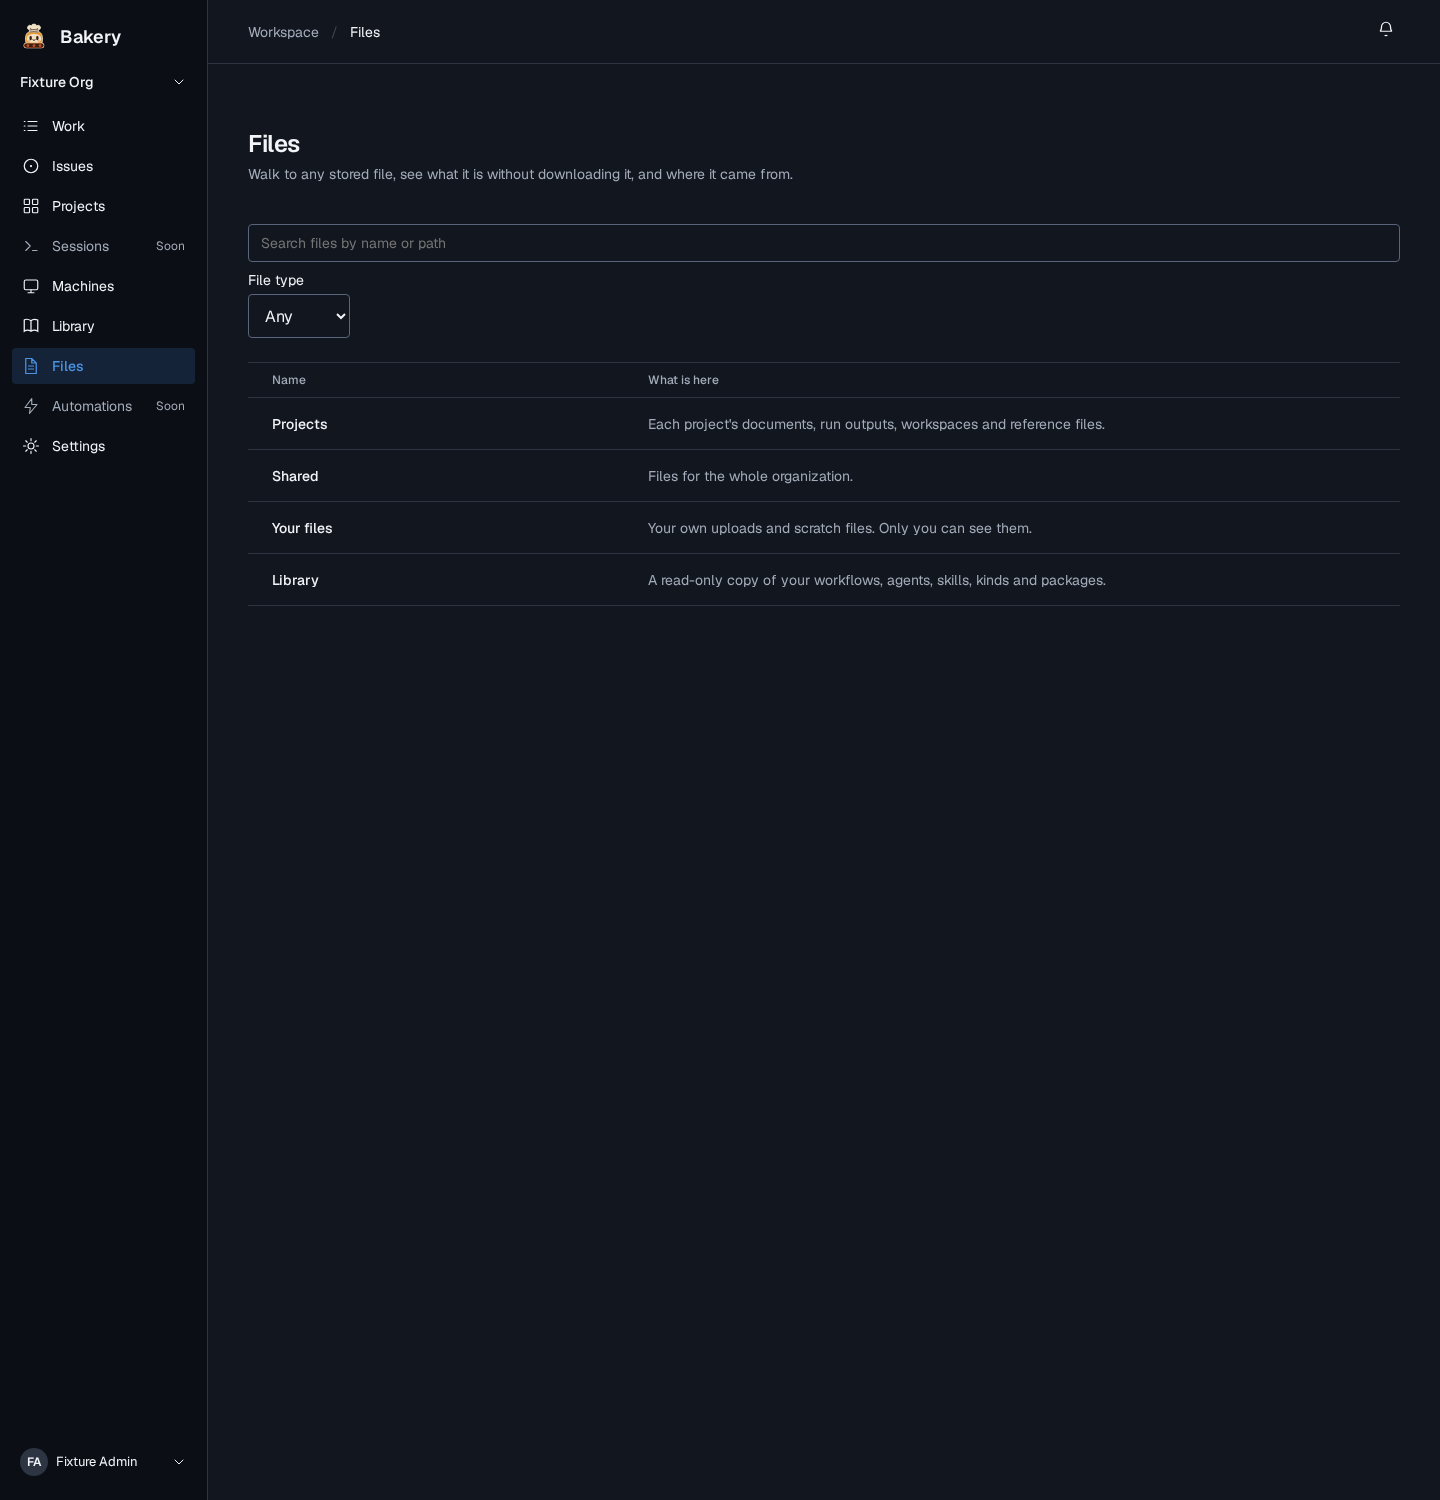 Bakery
Fixture Org
Work
Issues
Projects
Sessions Soon
Machines
Library
Files
Automations Soon
Settings
FA Fixture Admin
Workspace / Files
Files
Walk to any stored file, see what it is without downloading it, and where it came from.
Search files by name or path
File type
Any
Name What is here
Projects Each project's documents, run outputs, workspaces and reference files.
Shared Files for the whole organization.
Your files Your own uploads and scratch files. Only you can see them.
Library A read-only copy of your workflows, agents, skills, kinds and packages.